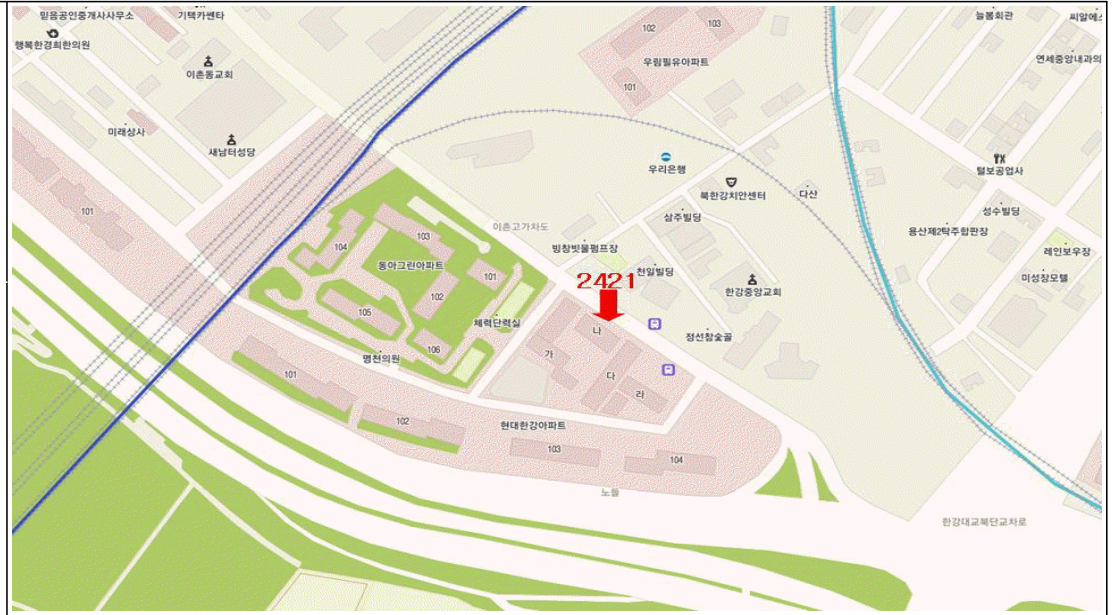 믿음공인중개사사무소
기택카쎈타
102
103
늘봄회관
씨알에스
행복한경희한의원
이촌동교회
우림필유아파트
연세중앙내과의
101
미래상사
새남터성당
우리은행
털보공업사
북한강치안센터
다산
101
삼주빌딩
성수빌딩
이촌고가차도
용산제2탁주합판장
103
104
빙창빗물펌프장
레인보우장
동아그린아파트
101
천일빌딩
2421
미성장모텔
102
한강중앙교회
105
체력단력실
나
정선참숯골
106
가
명천의원
101
다
라
102
현대한강아파트
103
104
노들
한강대교북단교차로